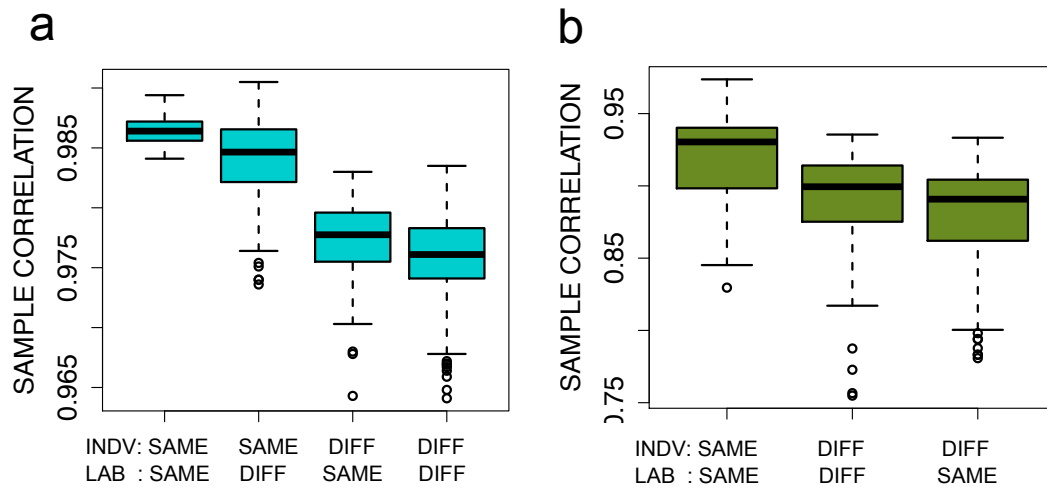 a
SAMPLE CORRELATION
0.985
0.975
0.965
INDV: SAME SAME DIFF DIFF
LAB : SAME DIFF SAME DIFF
b
SAMPLE CORRELATION
0.95
0.85
0.75
INDV: SAME DIFF DIFF
LAB : SAME DIFF SAME